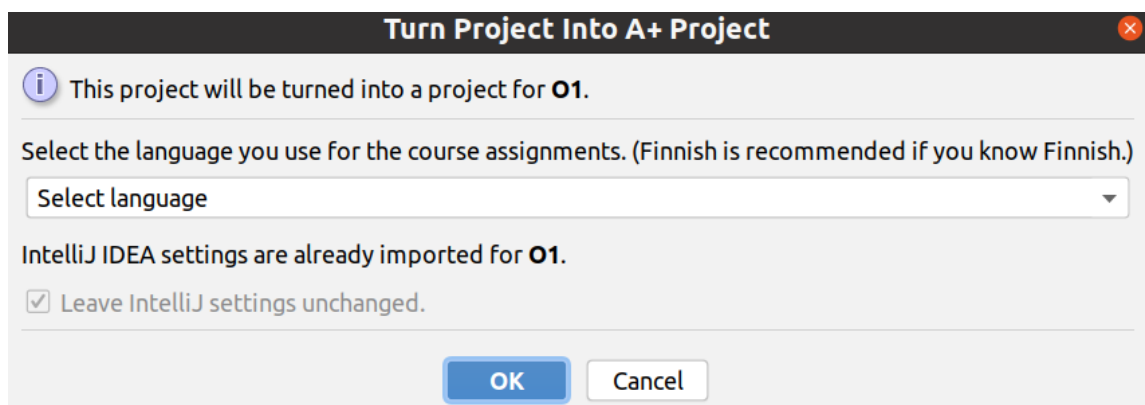 Turn Project Into A+ Project
This project will be turned into a project for O1.
Select the language you use for the course assignments. (Finnish is recommended if you know Finnish.)
Select language
IntelliJ IDEA settings are already imported for O1.
Leave IntelliJ settings unchanged.
OK Cancel